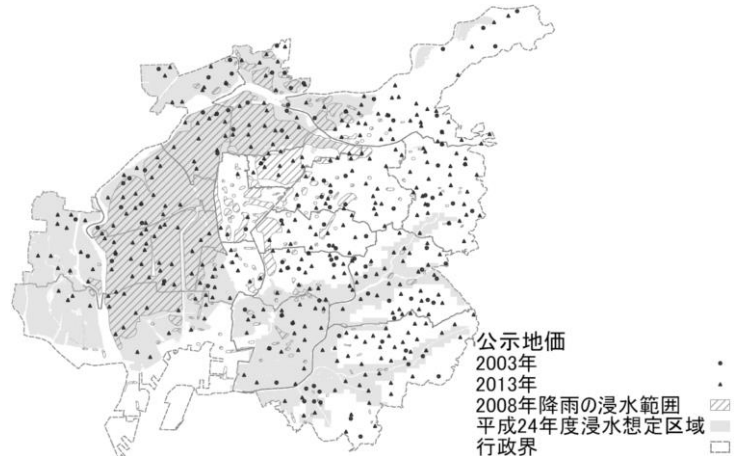 公示地価
2003年
2013年
2008年降雨の浸水範囲
平成24年度浸水想定区域
行政界